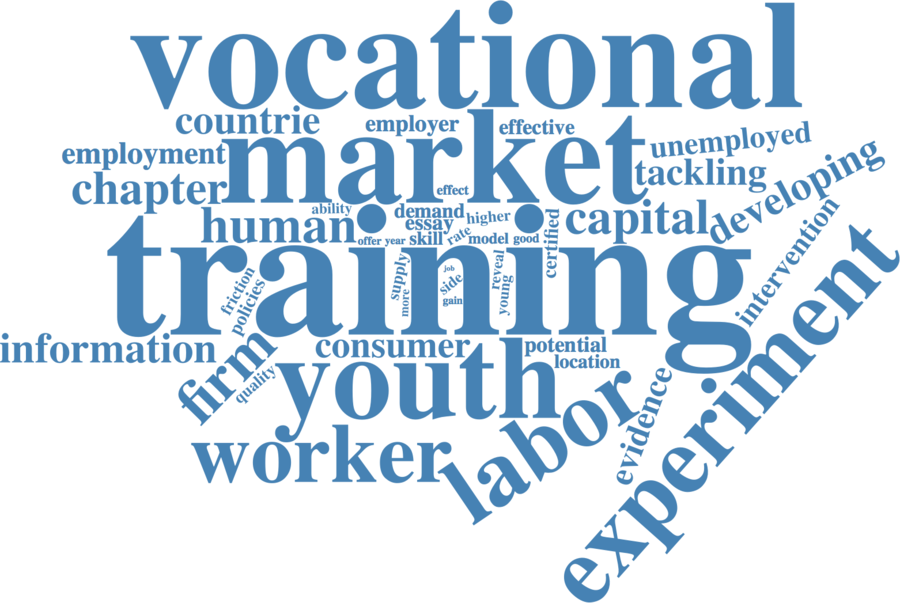 vocational
countrie
employer
effective
market
unemployed
employment
tackling
chapter
developing
effect
ability
demand
higher
human
essay
capital
certified
offer
year
skill
rate
model
good
training
intervention
friction
policies
supply
more
job
side
gain
reveal
young
experiment
information
consumer
potential
firm
quality
youth
location
labor
evidence
worker